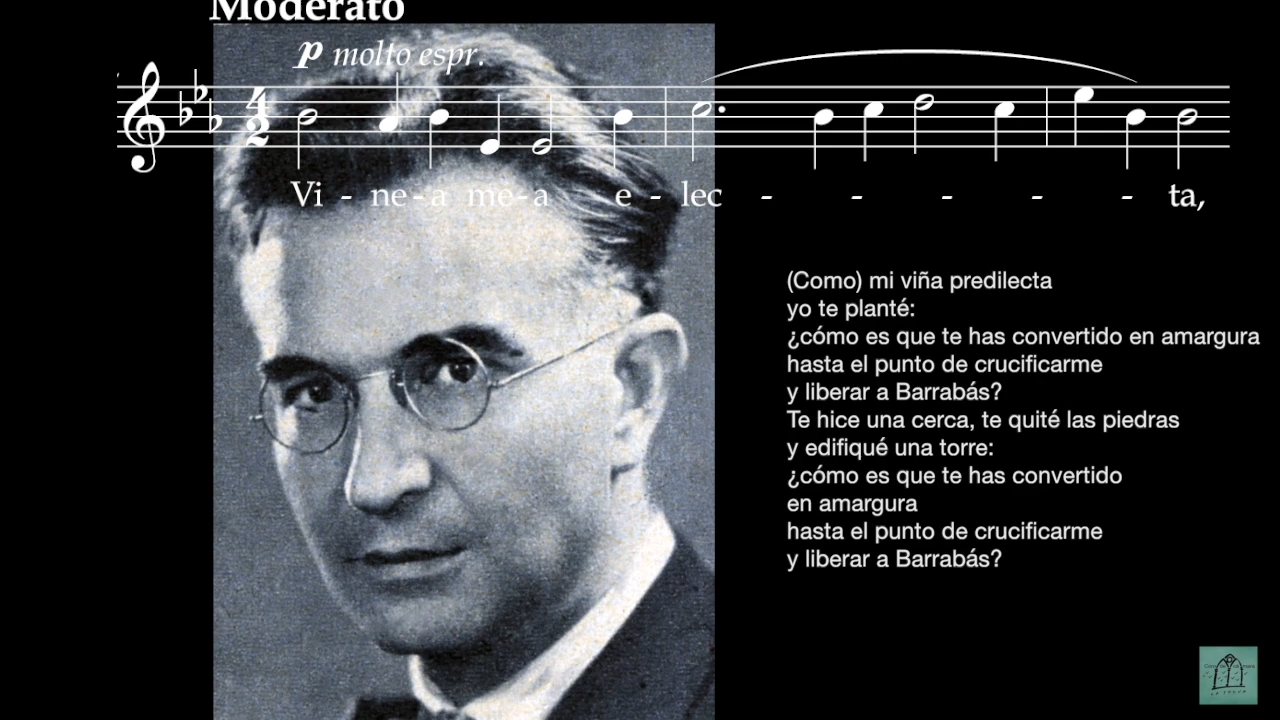 Moderato
p molto espr.
4
2
Vi - ne - a me - a e - lec - - - - - ta,
(Como) mi viña predilecta
yo te planté:
¿cómo es que te has convertido en amargura
hasta el punto de crucificarme
y liberar a Barrabás?
Te hice una cerca, te quité las piedras
y edifiqué una torre:
¿cómo es que te has convertido
en amargura
hasta el punto de crucificarme
y liberar a Barrabás?